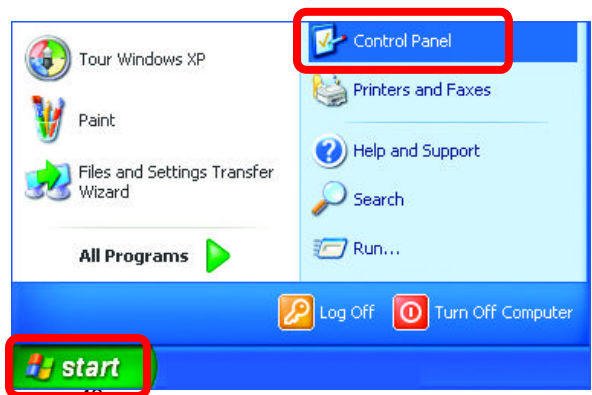 Tour Windows XP
Paint
Files and Settings Transfer
Wizard
All Programs
Control Panel
Printers and Faxes
Help and Support
Search
Run...
Log Off
Turn Off Computer
start